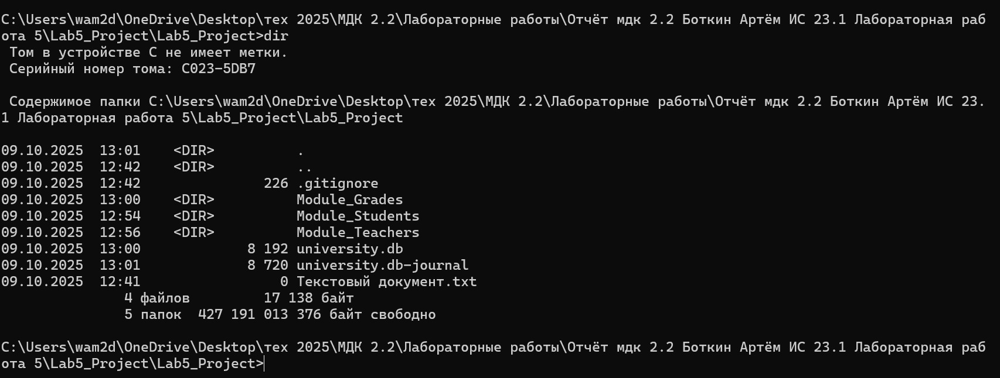 C:\Users\wam2d\OneDrive\Desktop\тех 2025\МДК 2.2\Лабораторные работы\Отчёт мдк 2.2 Боткин Артём ИС 23.1 Лабораторная раб
ота 5\Lab5_Project\Lab5_Project>dir
Том в устройстве C не имеет метки.
Серийный номер тома: C023-5DB7
Содержимое папки C:\Users\wam2d\OneDrive\Desktop\тех 2025\МДК 2.2\Лабораторные работы\Отчёт мдк 2.2 Боткин Артём ИС 23.
1 Лабораторная работа 5\Lab5_Project\Lab5_Project
09.10.2025  13:01    <DIR>          .
09.10.2025  12:42    <DIR>          ..
09.10.2025  12:42               226 .gitignore
09.10.2025  13:00    <DIR>          Module_Grades
09.10.2025  12:54    <DIR>          Module_Students
09.10.2025  12:56    <DIR>          Module_Teachers
09.10.2025  13:00             8 192 university.db
09.10.2025  13:01             8 720 university.db-journal
09.10.2025  12:41                 0 Текстовый документ.txt
4 файлов         17 138 байт
5 папок  427 191 013 376 байт свободно
C:\Users\wam2d\OneDrive\Desktop\тех 2025\МДК 2.2\Лабораторные работы\Отчёт мдк 2.2 Боткин Артём ИС 23.1 Лабораторная раб
ота 5\Lab5_Project\Lab5_Project>